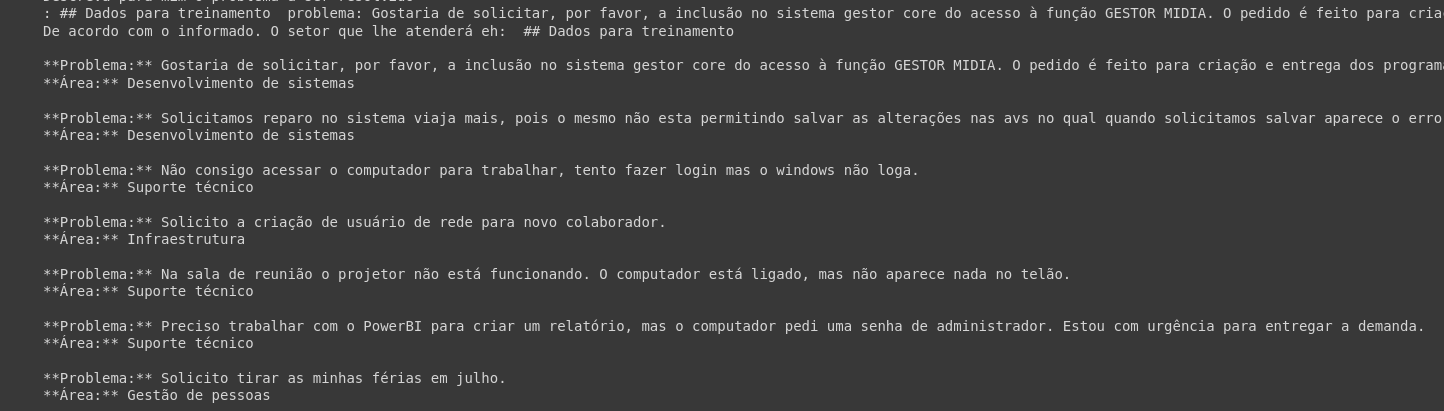 : ## Dados para treinamento  problema: Gostaria de solicitar, por favor, a inclusão no sistema gestor core do acesso à função GESTOR MIDIA. O pedido é feito para
De acordo com o informado. O setor que lhe atenderá eh:  ## Dados para treinamento
**Problema:** Gostaria de solicitar, por favor, a inclusão no sistema gestor core do acesso à função GESTOR MIDIA. O pedido é feito para criação e entrega dos
**Área:** Desenvolvimento de sistemas
**Problema:** Solicitamos reparo no sistema viaja mais, pois o mesmo não esta permitindo salvar as alterações nas avs no qual quando solicitamos salvar aparece o erro
**Área:** Desenvolvimento de sistemas
**Problema:** Não consigo acessar o computador para trabalhar, tento fazer login mas o windows não loga.
**Área:** Suporte técnico
**Problema:** Solicito a criação de usuário de rede para novo colaborador.
**Área:** Infraestrutura
**Problema:** Na sala de reunião o projetor não está funcionando. O computador está ligado, mas não aparece nada no telão.
**Área:** Suporte técnico
**Problema:** Preciso trabalhar com o PowerBI para criar um relatório, mas o computador pedi uma senha de administrador. Estou com urgência para entregar a demanda.
**Área:** Suporte técnico
**Problema:** Solicito tirar as minhas férias em julho.
**Área:** Gestão de pessoas